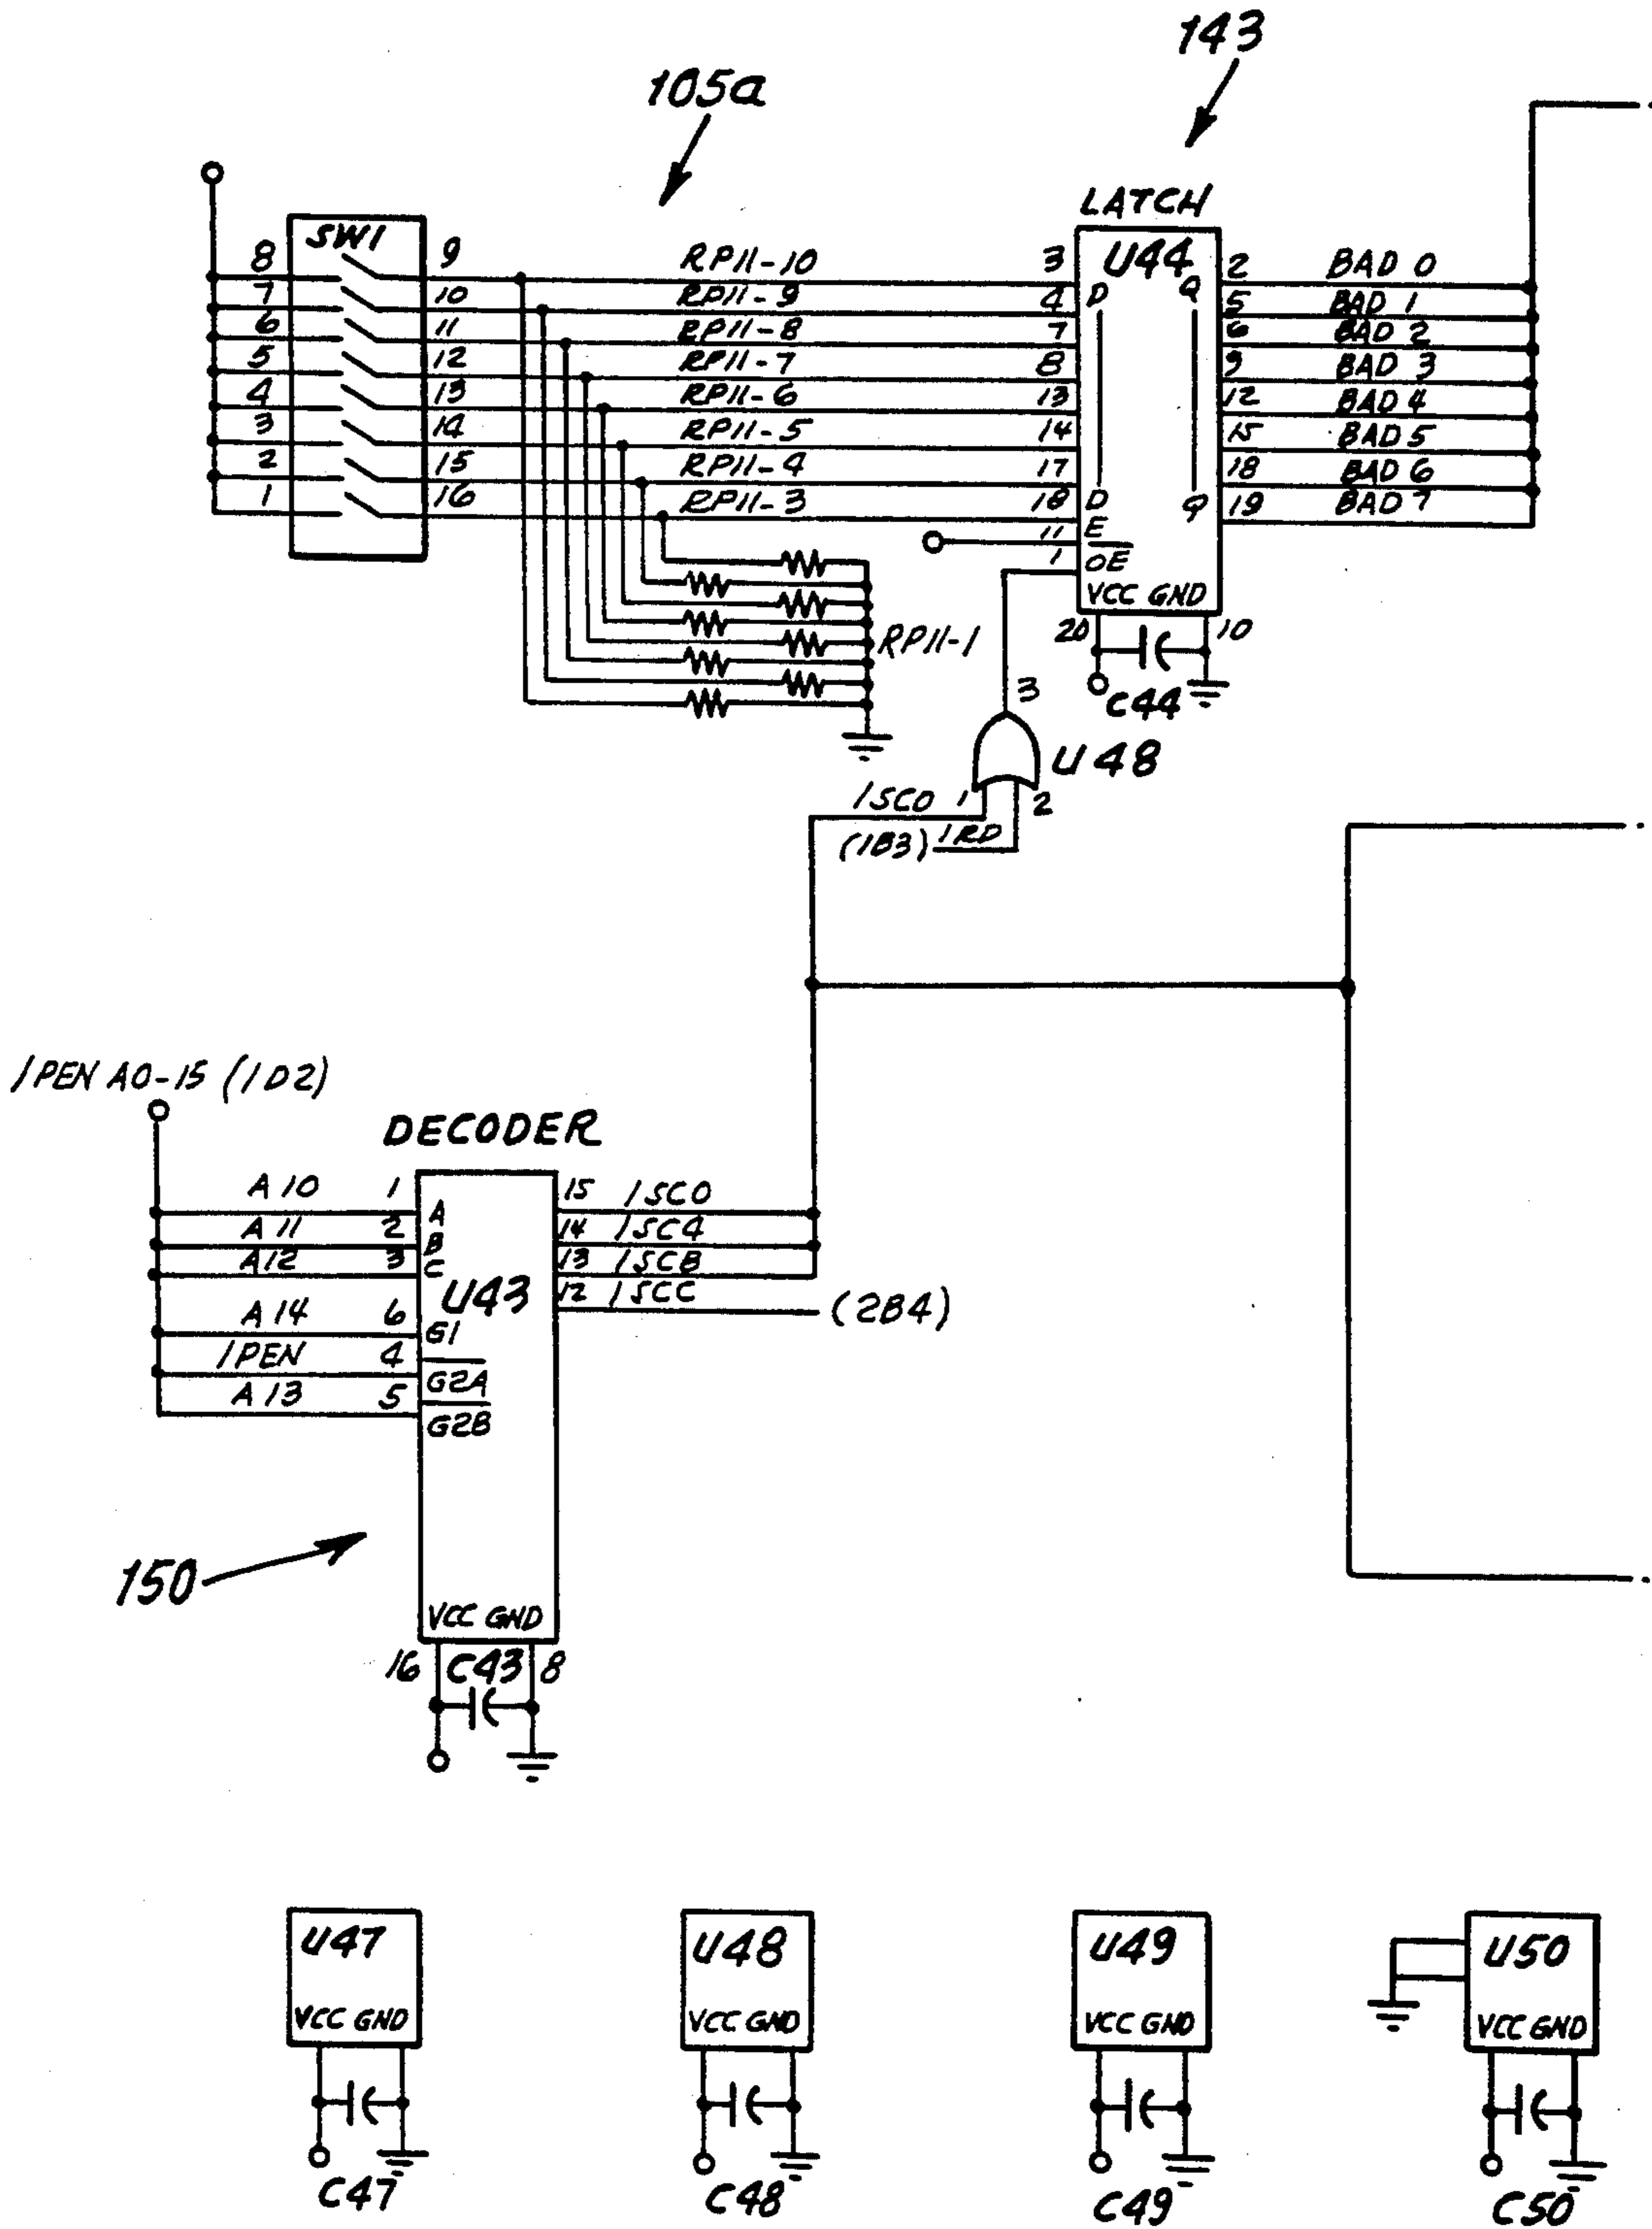 143
105a
LATCH
SW1
U44
8 9 RP11-10 3 D Q 2 BAD 0
7 10 RP11-9 4 5 BAD 1
6 11 RP11-8 7 6 BAD 2
5 12 RP11-7 8 9 BAD 3
4 13 RP11-6 13 12 BAD 4
3 14 RP11-5 14 15 BAD 5
2 15 RP11-4 17 18 BAD 6
1 16 RP11-3 18 D Q 19 BAD 7
11 E
1 OE
VCC GND
20 10
RP11-1
C44
3
U48
/SC0 1 2
(1B3) /RD
/PEN A0-15 (1D2)
DECODER
A10 1 A 15 /SC0
A11 2 B 14 /SC4
A12 3 C 13 /SC8
U43 12 /SCC (2B4)
A14 6 G1
/PEN 4 G2A
A13 5 G2B
150
VCC GND
16 C43 8
U47 U48 U49 U50
VCC GND VCC GND VCC GND VCC GND
C47 C48 C49 C50